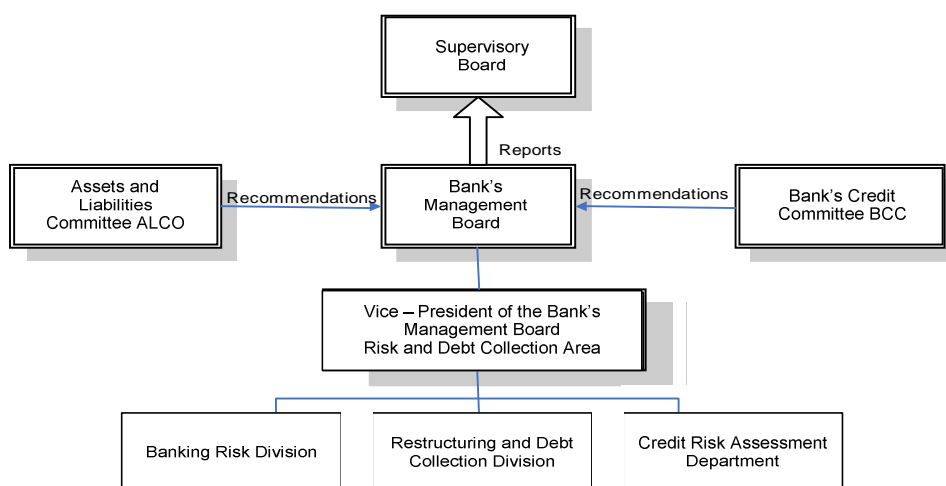 Supervisory
Board
Reports
Assets and
Liabilities
Committee ALCO
Recommendations
Bank's
Management
Board
Recommendations
Bank's Credit
Committee BCC
Vice – President of the Bank's
Management Board
Risk and Debt Collection Area
Banking Risk Division
Restructuring and Debt
Collection Division
Credit Risk Assessment
Department